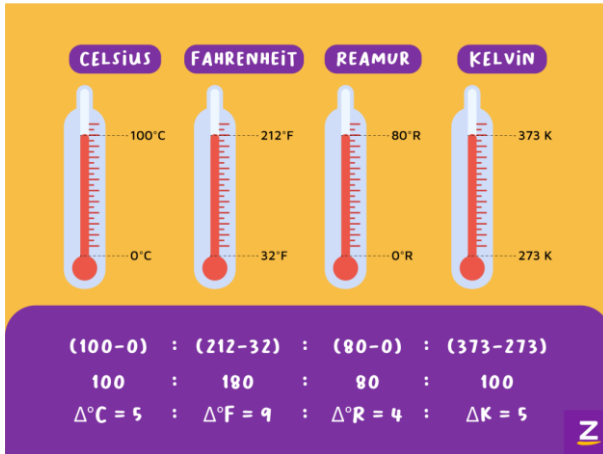 CELSIUS FAHRENHEIT REAMUR KELVIN
100°C 212°F 80°R 373 K
0°C 32°F 0°R 273 K
(100-0) : (212-32) : (80-0) : (373-273)
100 : 180 : 80 : 100
Δ°C = 5 : Δ°F = 9 : Δ°R = 4 : ΔK = 5
Z